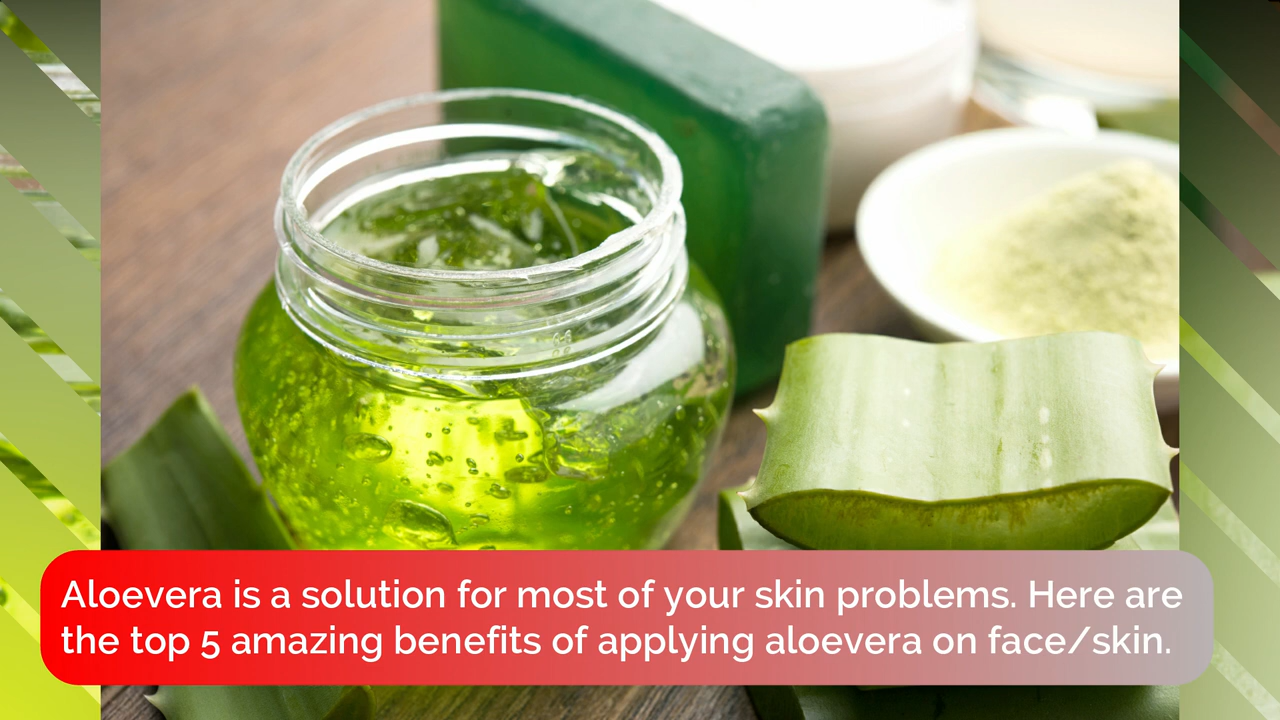 Aloevera is a solution for most of your skin problems. Here are
the top 5 amazing benefits of applying aloevera on face/skin.